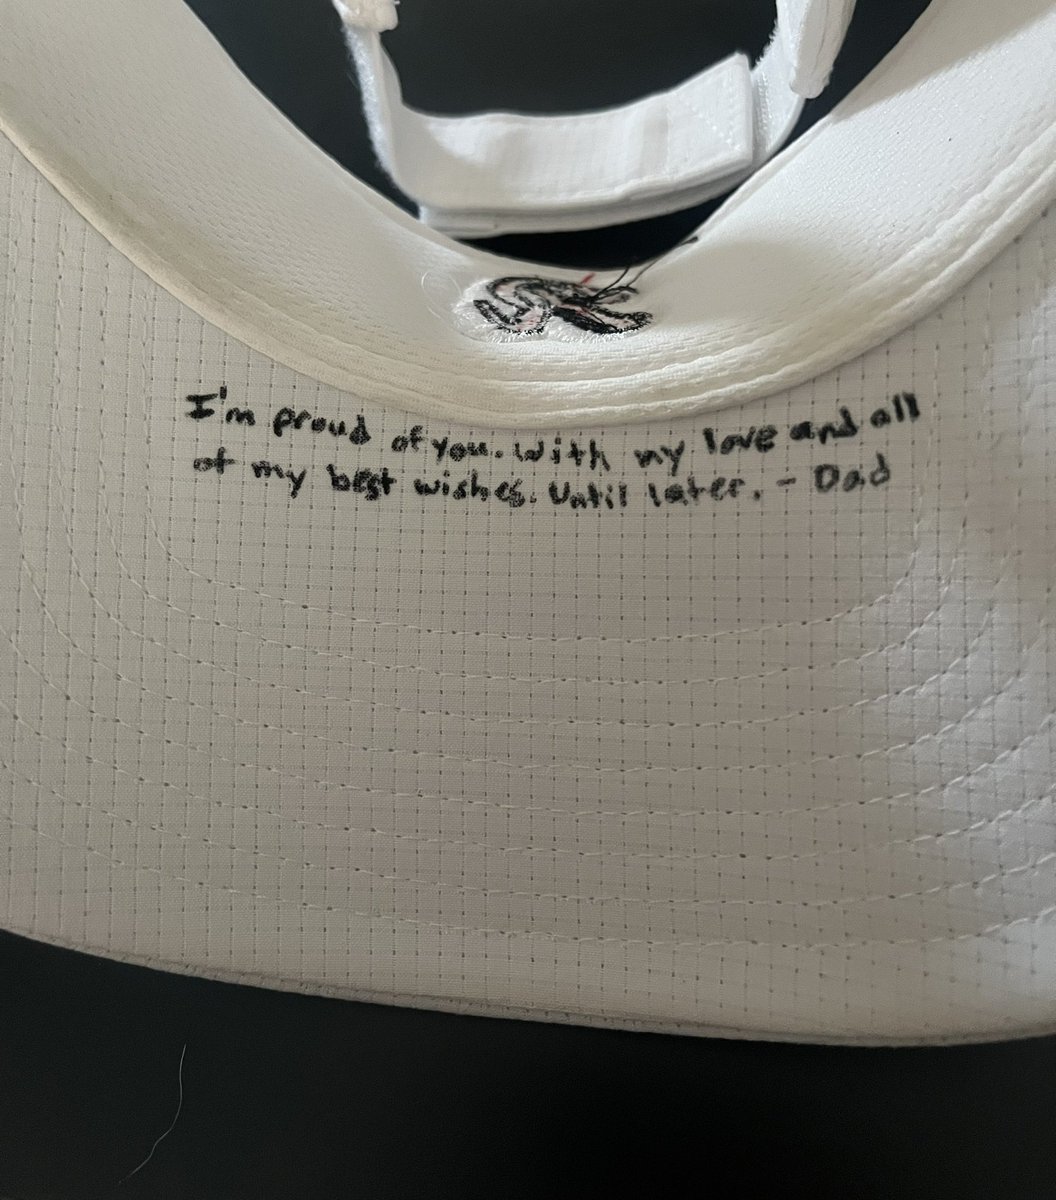 I'm proud of you. With my love and all
of my best wishes. Until later. - Dad